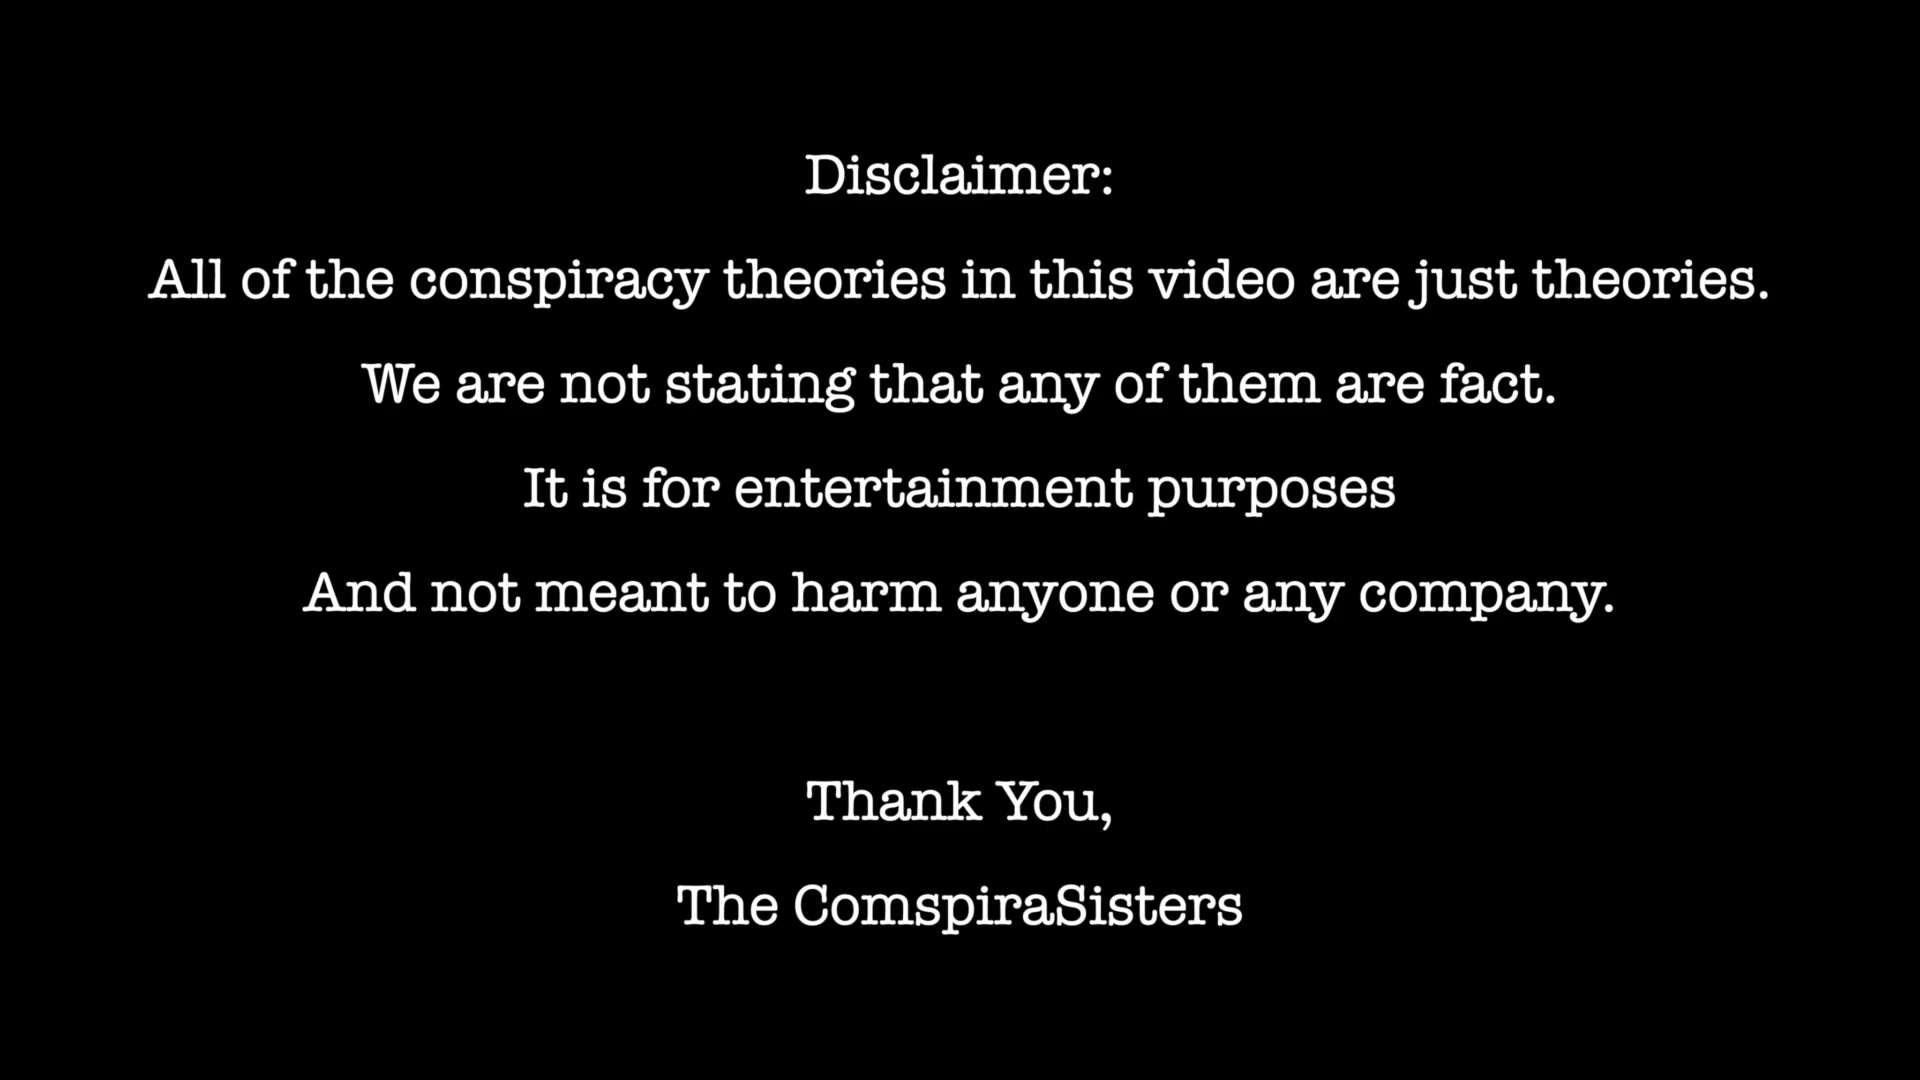 Disclaimer:
All of the conspiracy theories in this video are just theories.
We are not stating that any of them are fact.
It is for entertainment purposes
And not meant to harm anyone or any company.
Thank You,
The ComspiraSisters